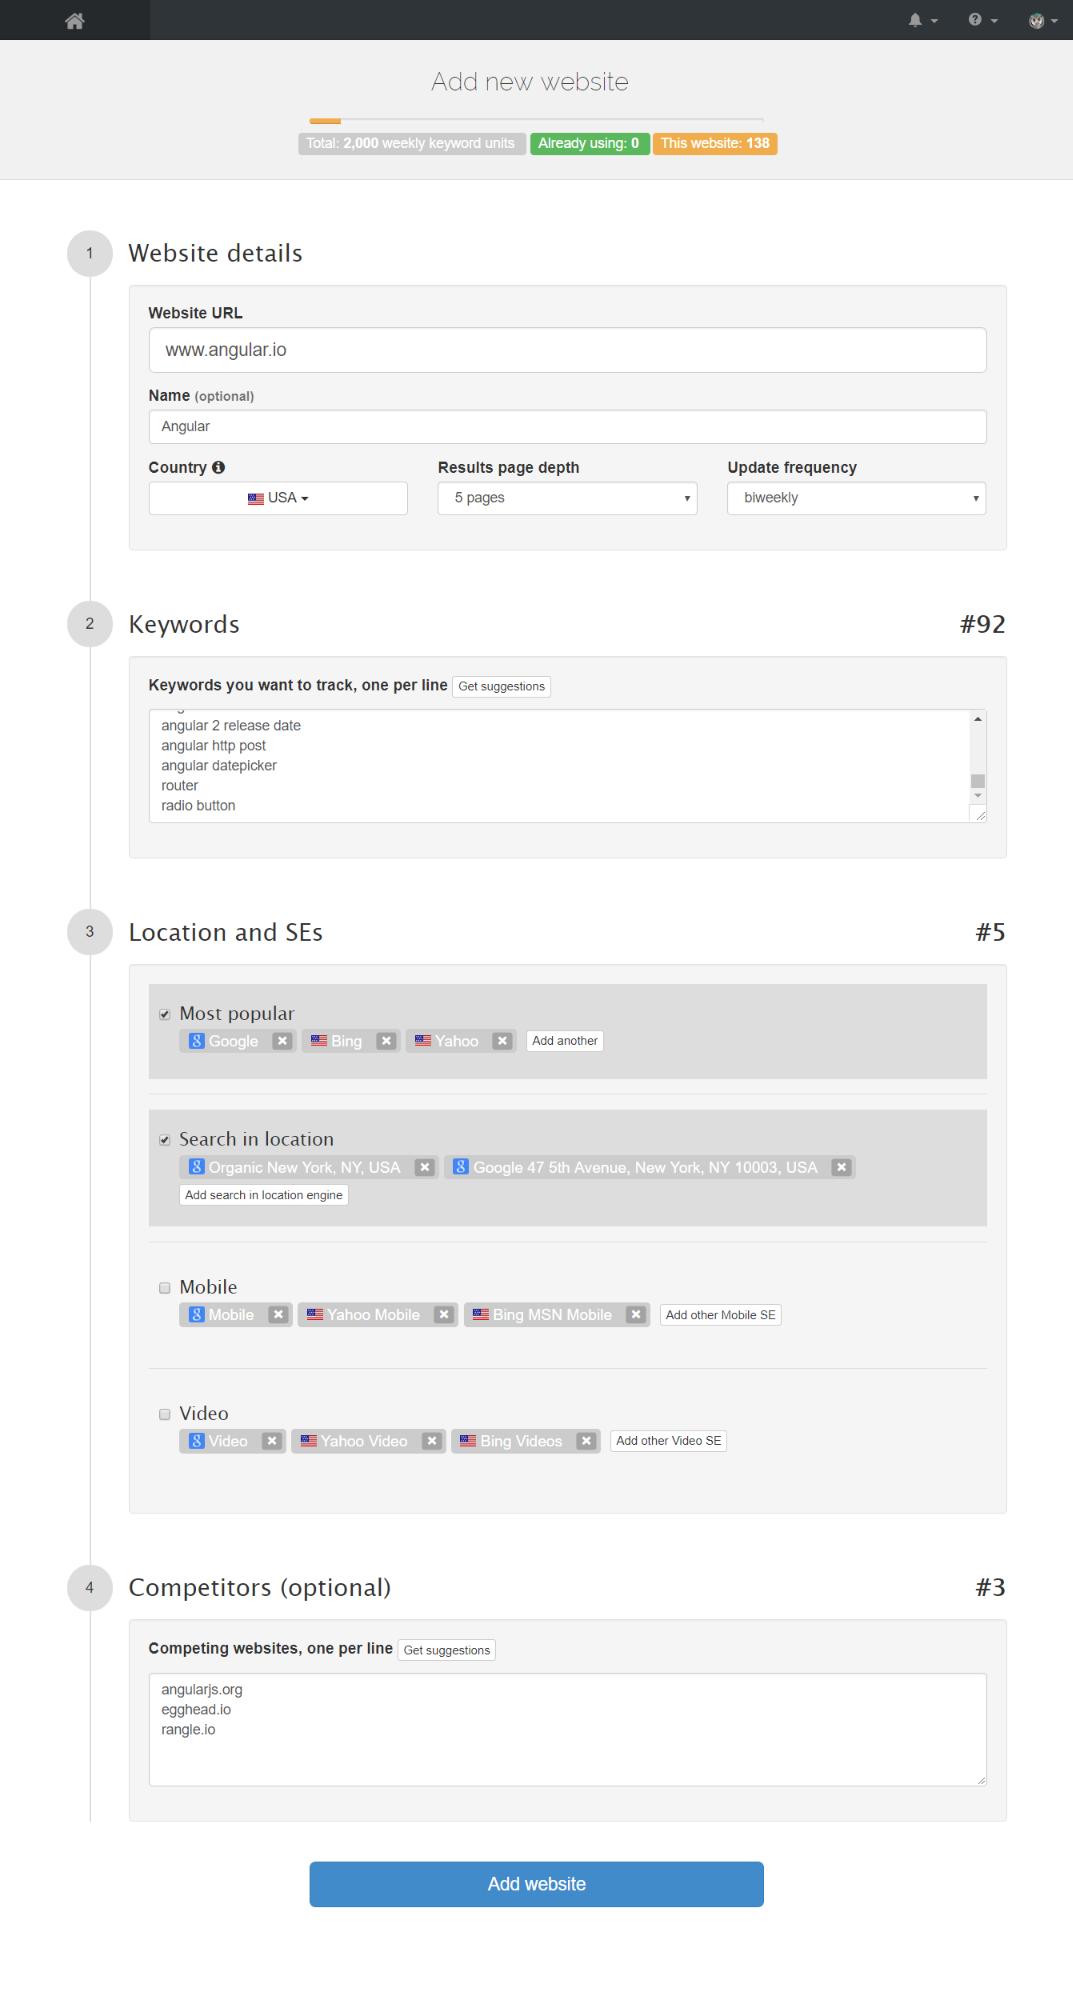 Add new website
Total: 2,000 weekly keyword units Already using: 0 This website: 138
1 Website details
Website URL
www.angular.io
Name (optional)
Angular
Country Results page depth Update frequency
USA 5 pages biweekly
2 Keywords #92
Keywords you want to track, one per line Get suggestions
angular 2 release date
angular http post
angular datepicker
router
radio button
3 Location and SEs #5
Most popular
Google Bing Yahoo Add another
Search in location
Organic New York, NY, USA Google 47 5th Avenue, New York, NY 10003, USA
Add search in location engine
Mobile
Mobile Yahoo Mobile Bing MSN Mobile Add other Mobile SE
Video
Video Yahoo Video Bing Videos Add other Video SE
4 Competitors (optional) #3
Competing websites, one per line Get suggestions
angularjs.org
egghead.io
rangle.io
Add website